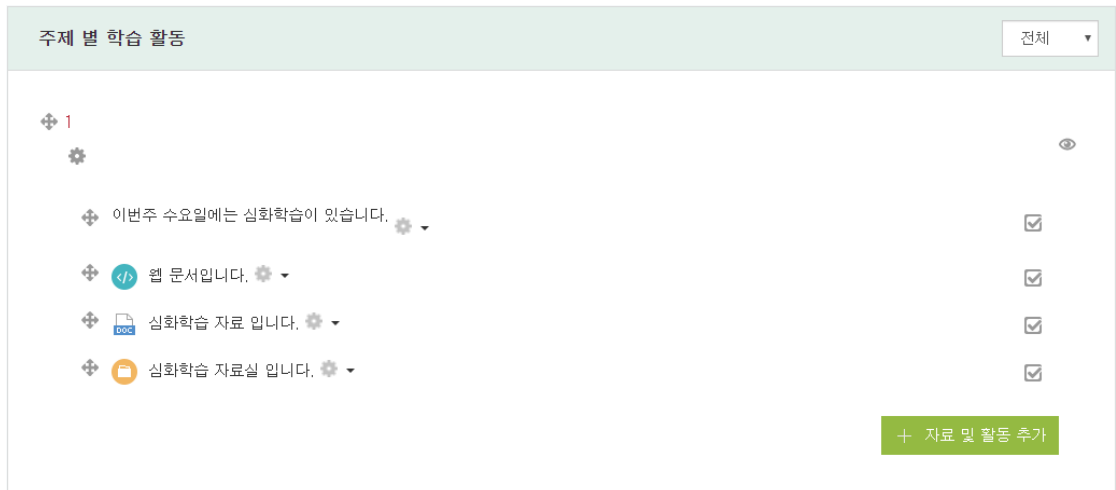 주제 별 학습 활동
전체
1
이번주 수요일에는 심화학습이 있습니다.
웹 문서입니다.
DOC
심화학습 자료 입니다.
심화학습 자료실 입니다.
+ 자료 및 활동 추가